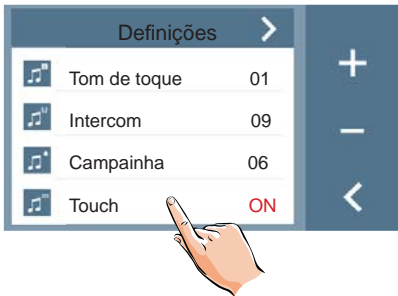 Definições
Tom de toque 01
Intercom 09
Campainha 06
Touch ON